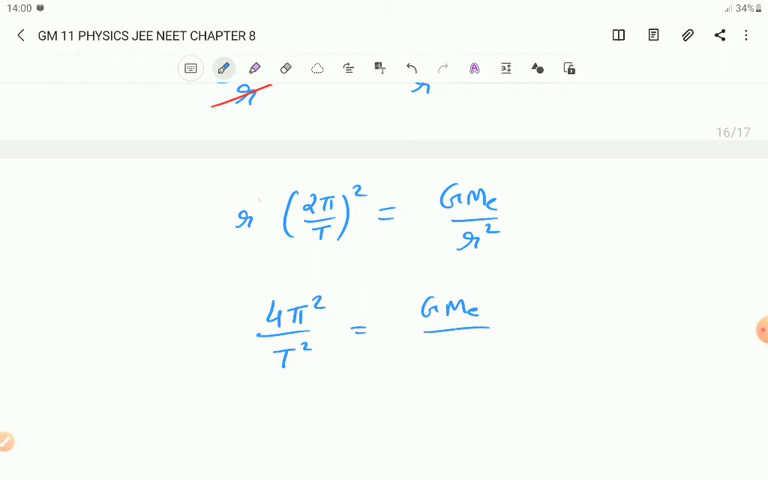 14:00
34%
GM 11 PHYSICS JEE NEET CHAPTER 8
r
16/17
r (2π/T)² = GMe/r²
4π²/T² = GMe